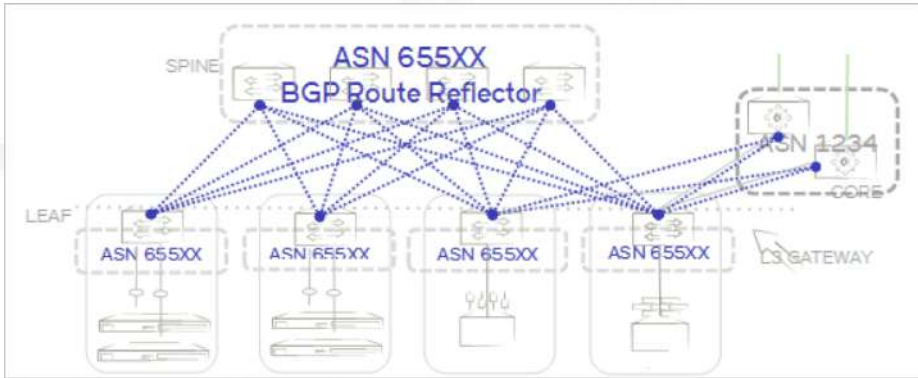 ASN 655XX
SPINE
BGP Route Reflector
ASN 1234
CORE
LEAF
ASN 655XX
ASN 655XX
ASN 655XX
ASN 655XX
L3 GATEWAY